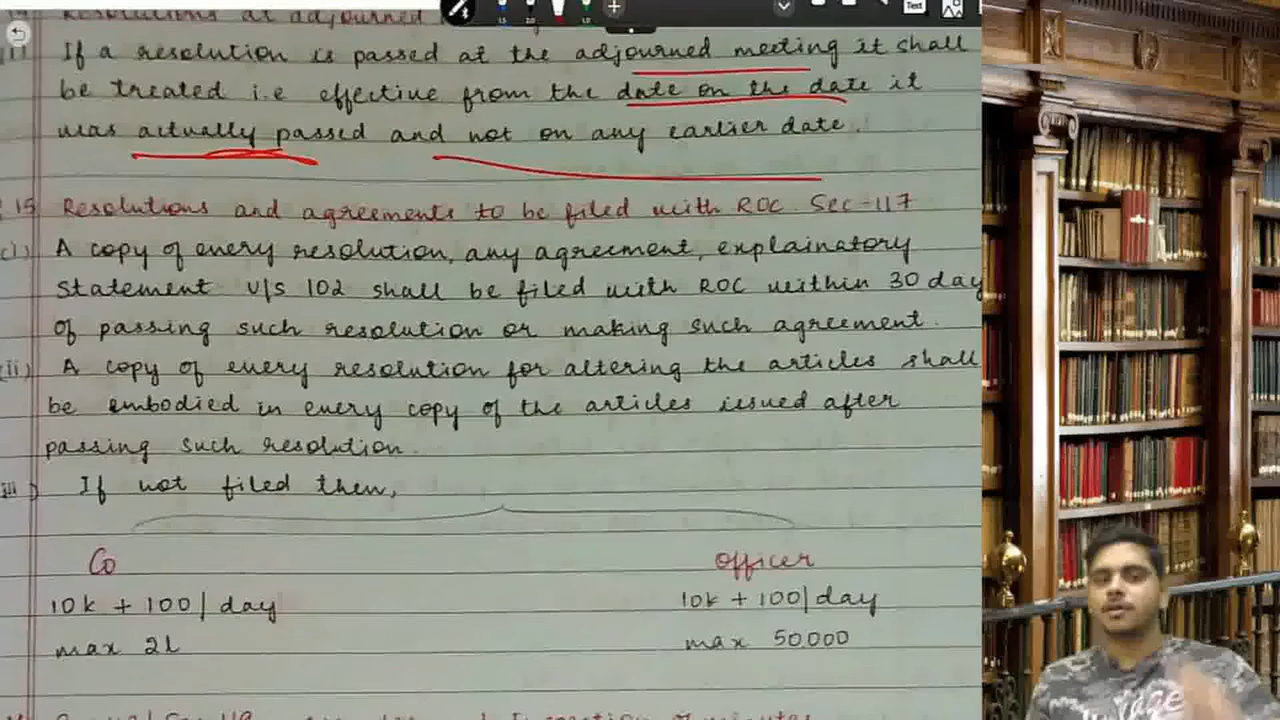 Resolutions at adjourned
If a resolution is passed at the adjourned meeting it shall
be treated i.e effective from the date on the date it
was actually passed and not on any earlier date.
15 Resolutions and agreements to be filed with ROC Sec-117
(i) A copy of every resolution, any agreement, explainatory
statement U/S 102 shall be filed with ROC within 30 day
of passing such resolution or making such agreement.
(ii) A copy of every resolution for altering the articles shall
be embodied in every copy of the articles issued after
passing such resolution.
iii) If not filed then,
Co officer
10k + 100/day 10k + 100/day
max 2L max 50,000
Text